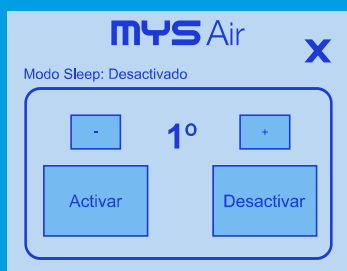 MYS Air
X
Modo Sleep: Desactivado
- 1º +
Activar Desactivar